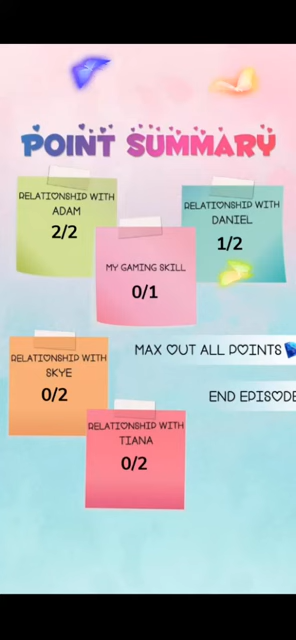 POINT SUMMARY
RELATIONSHIP WITH
ADAM
2/2
RELATIONSHIP WITH
DANIEL
1/2
MY GAMING SKILL
0/1
RELATIONSHIP WITH
SKYE
0/2
MAX OUT ALL POINTS
END EPISODE
RELATIONSHIP WITH
TIANA
0/2